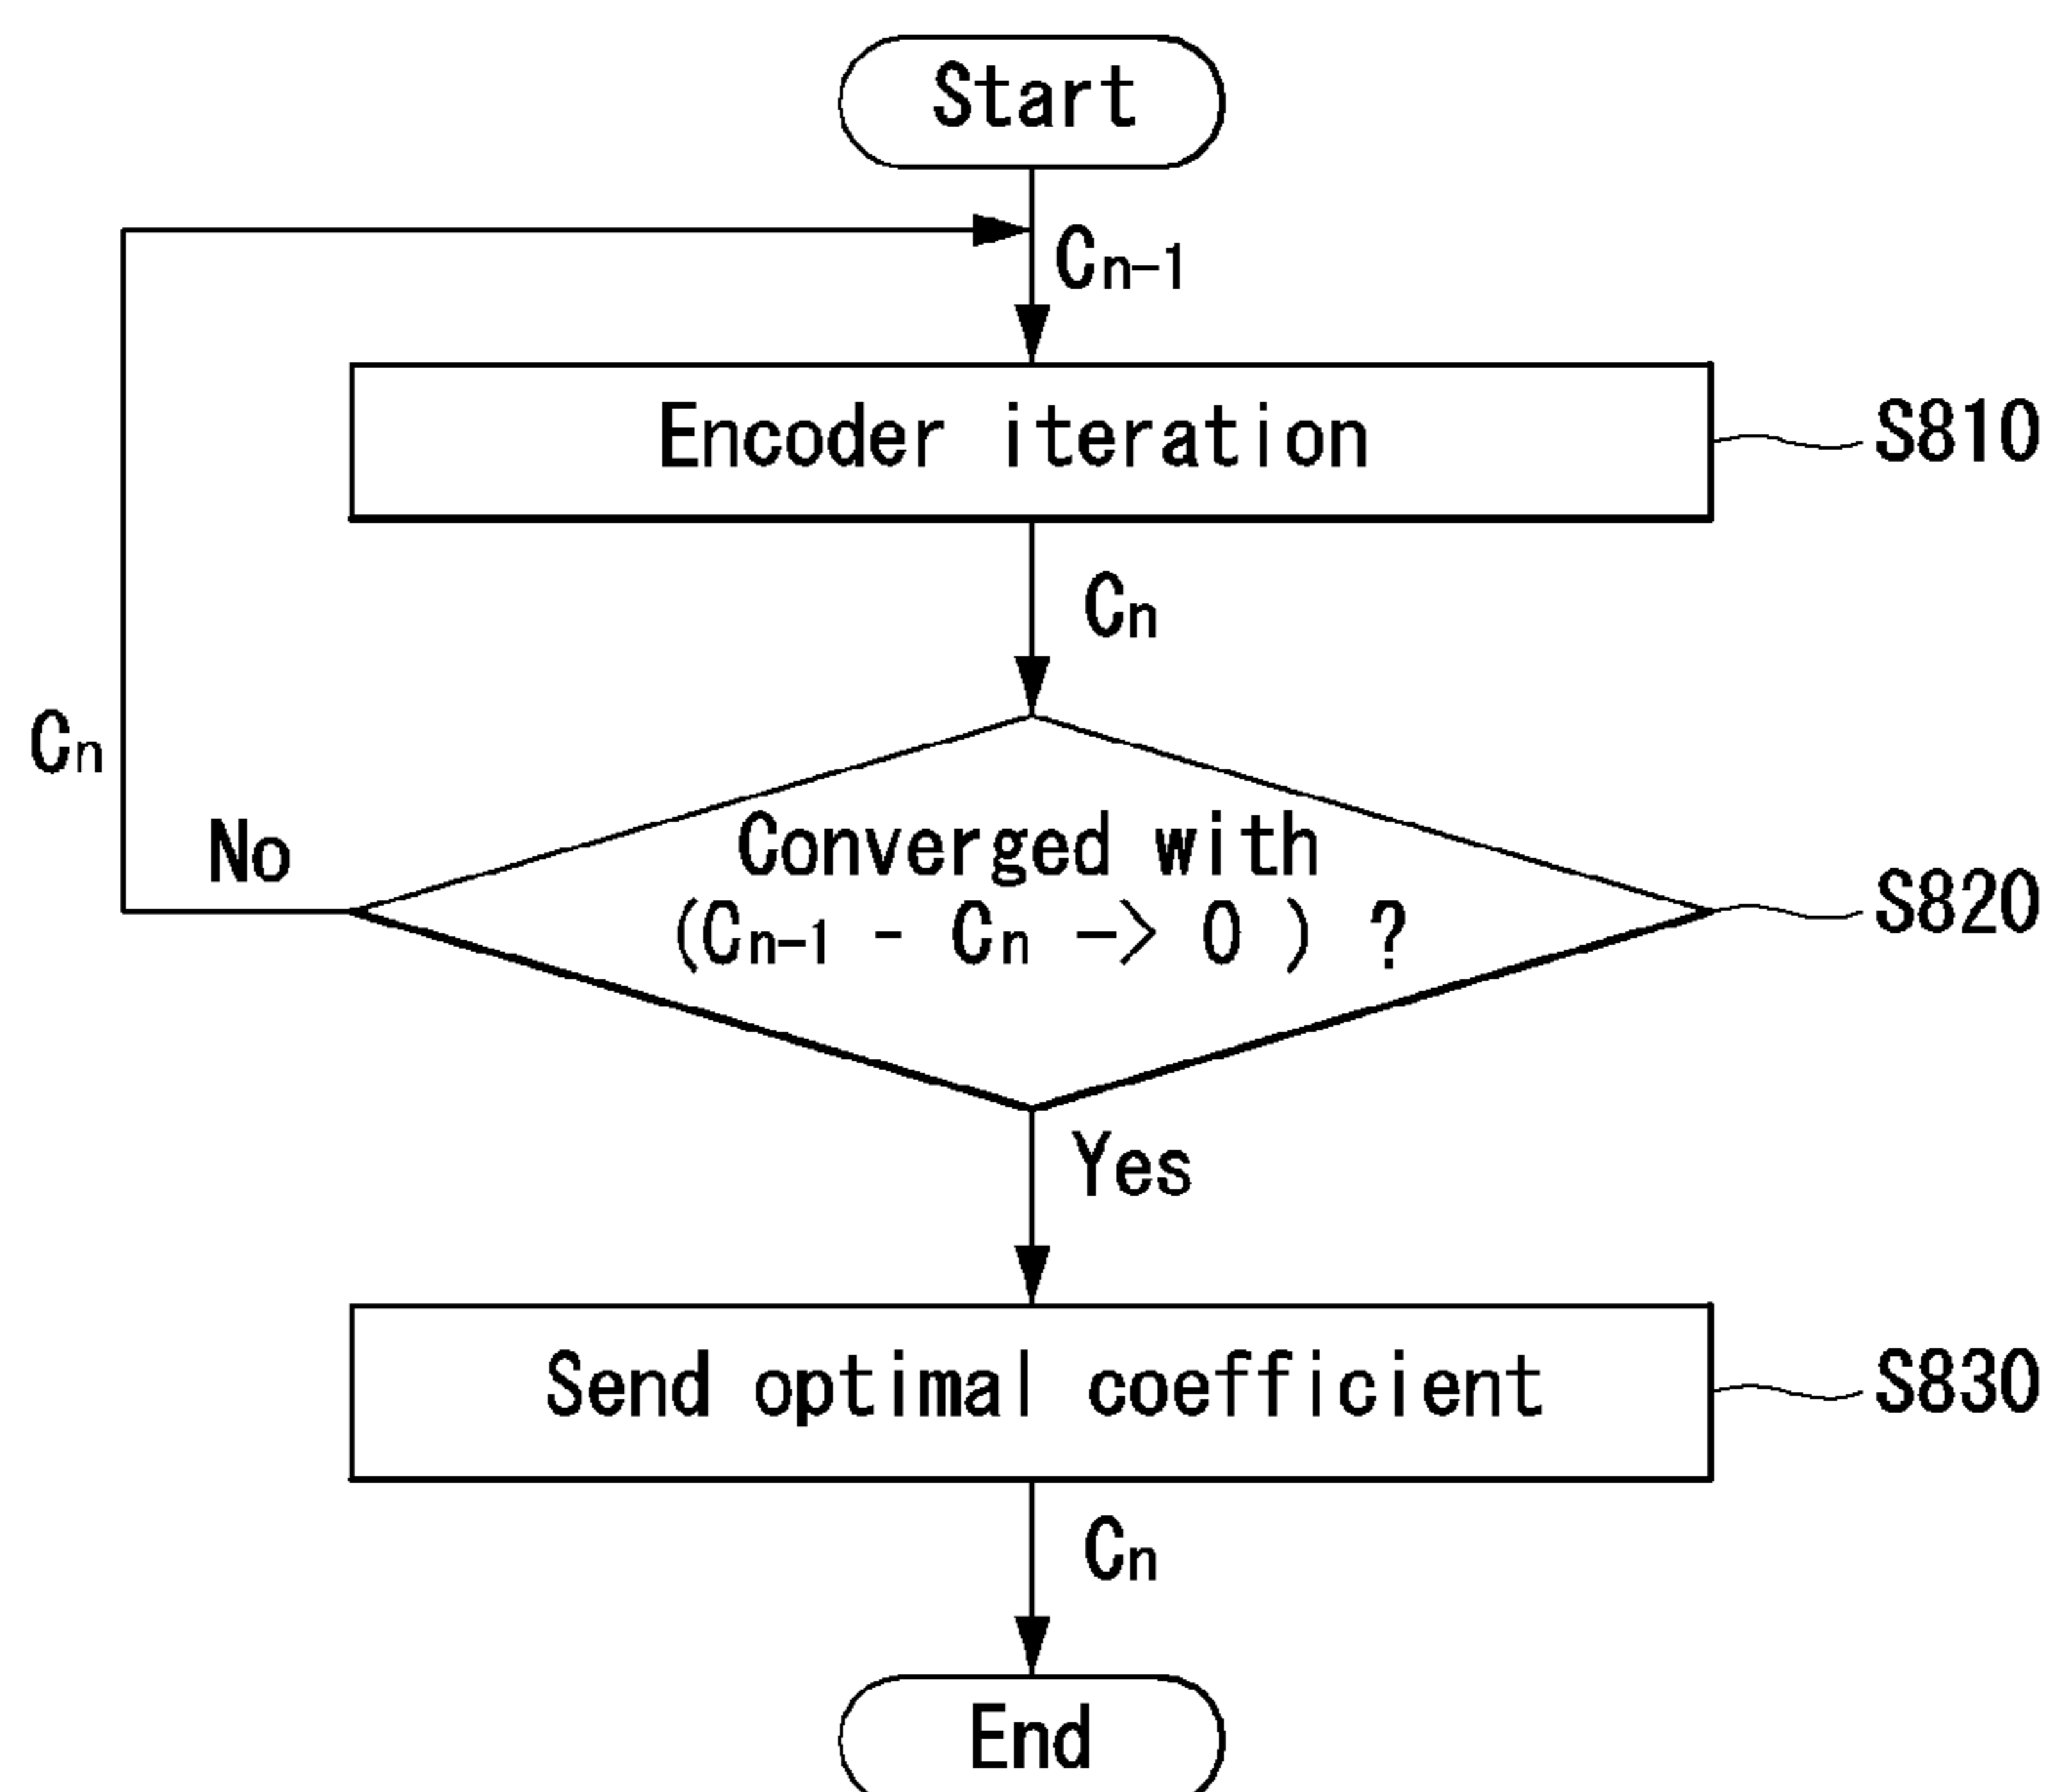 Start
Cn-1
Encoder iteration
S810
Cn
Cn
No
Converged with
(Cn-1 - Cn -> 0 ) ?
S820
Yes
Send optimal coefficient
S830
Cn
End